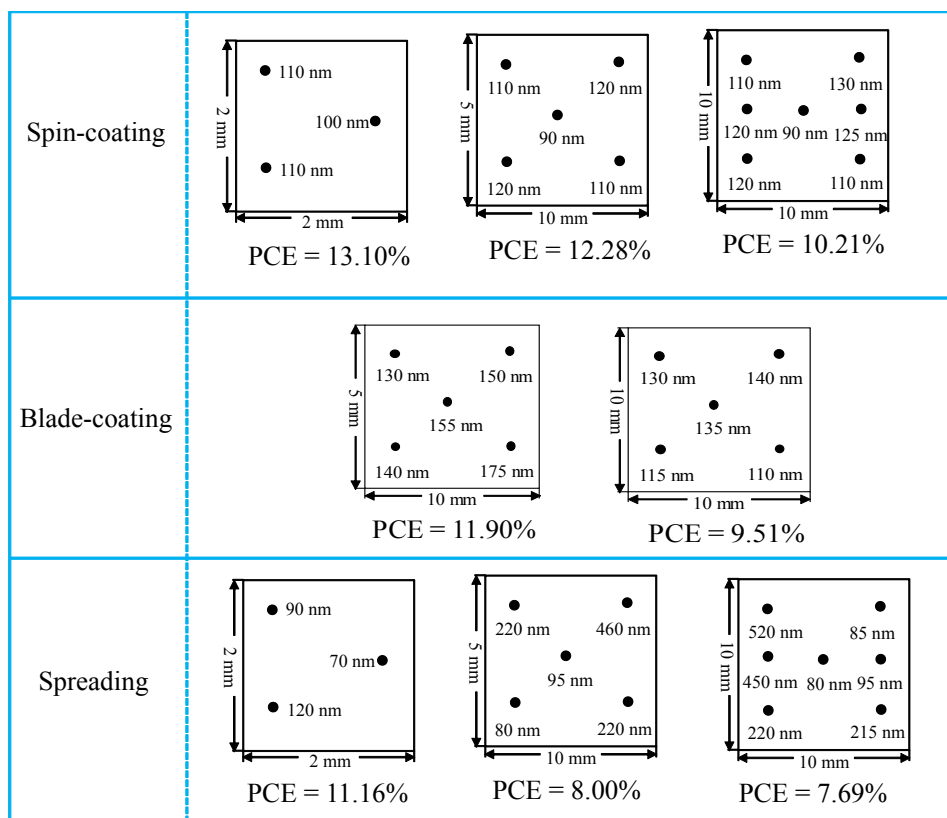 Spin-coating
2 mm
110 nm
100 nm
110 nm
2 mm
PCE = 13.10%
5 mm
110 nm
120 nm
90 nm
120 nm
110 nm
10 mm
PCE = 12.28%
10 mm
110 nm
130 nm
120 nm
90 nm
125 nm
120 nm
110 nm
10 mm
PCE = 10.21%
Blade-coating
5 mm
130 nm
150 nm
155 nm
140 nm
175 nm
10 mm
PCE = 11.90%
10 mm
130 nm
140 nm
135 nm
115 nm
110 nm
10 mm
PCE = 9.51%
Spreading
2 mm
90 nm
70 nm
120 nm
2 mm
PCE = 11.16%
5 mm
220 nm
460 nm
95 nm
80 nm
220 nm
10 mm
PCE = 8.00%
10 mm
520 nm
85 nm
450 nm
80 nm
95 nm
220 nm
215 nm
10 mm
PCE = 7.69%